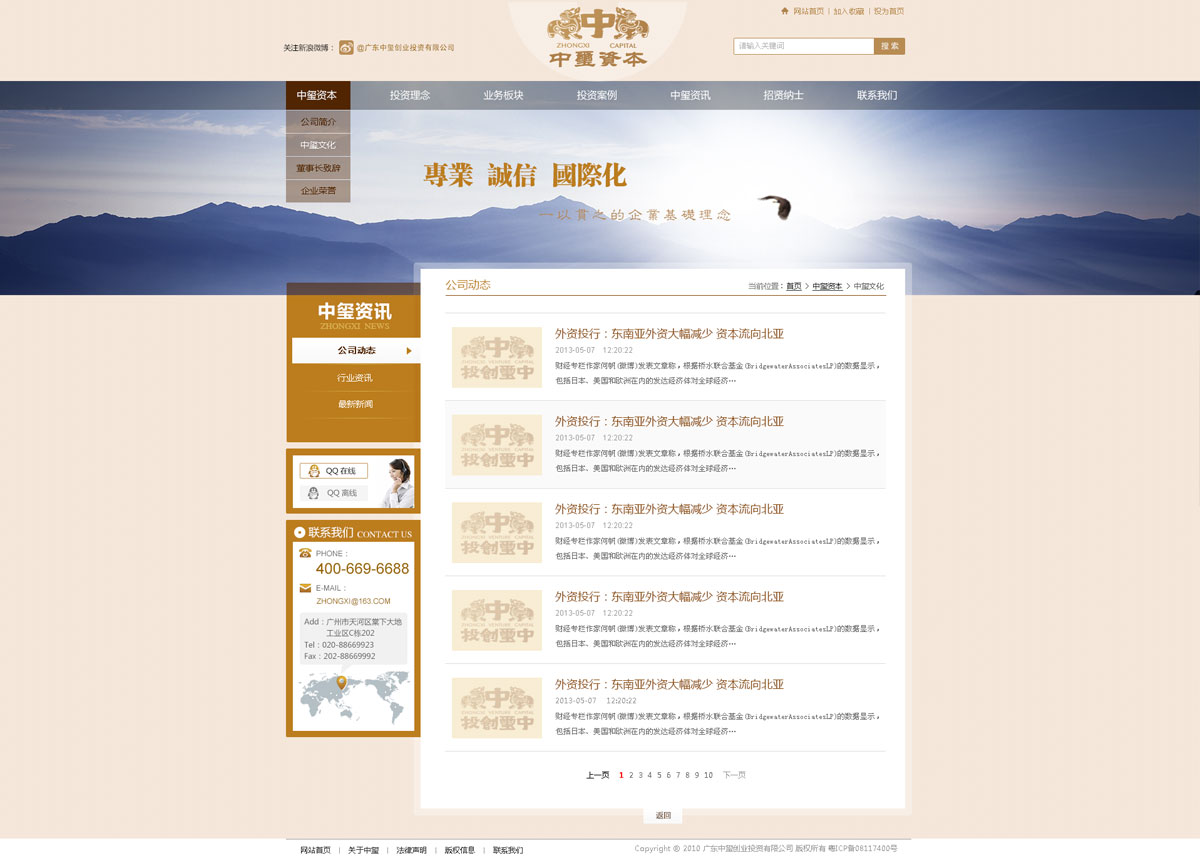 网站首页 | 加入收藏 | 设为首页
关注新浪微博： @广东中玺创业投资有限公司
中
ZHONGXI CAPITAL
中璽資本
请输入关键词
搜 索
中玺资本 投资理念 业务板块 投资案例 中玺资讯 招贤纳士 联系我们
公司简介
中玺文化
董事长致辞
企业荣誉
專業 誠信 國際化
一以貫之的企業基礎理念
中玺资讯
ZHONGXI NEWS
公司动态
行业资讯
最新新闻
QQ 在线
QQ 离线
联系我们 CONTACT US
PHONE：
400-669-6688
E-MAIL：
ZHONGXI@163.COM
Add：广州市天河区棠下大地
工业区C栋202
Tel：020-88669923
Fax：202-88669992
公司动态
当前位置：首页 > 中玺资本 > 中玺文化
外资投行：东南亚外资大幅减少 资本流向北亚
2013-05-07 12:20:22
财经专栏作家何帆(微博)发表文章称，根据桥水联合基金(BridgewaterAssociatesLP)的数据显示，
包括日本、美国和欧洲在内的发达经济体对全球经济…
外资投行：东南亚外资大幅减少 资本流向北亚
2013-05-07 12:20:22
财经专栏作家何帆(微博)发表文章称，根据桥水联合基金(BridgewaterAssociatesLP)的数据显示，
包括日本、美国和欧洲在内的发达经济体对全球经济…
外资投行：东南亚外资大幅减少 资本流向北亚
2013-05-07 12:20:22
财经专栏作家何帆(微博)发表文章称，根据桥水联合基金(BridgewaterAssociatesLP)的数据显示，
包括日本、美国和欧洲在内的发达经济体对全球经济…
外资投行：东南亚外资大幅减少 资本流向北亚
2013-05-07 12:20:22
财经专栏作家何帆(微博)发表文章称，根据桥水联合基金(BridgewaterAssociatesLP)的数据显示，
包括日本、美国和欧洲在内的发达经济体对全球经济…
外资投行：东南亚外资大幅减少 资本流向北亚
2013-05-07 12:20:22
财经专栏作家何帆(微博)发表文章称，根据桥水联合基金(BridgewaterAssociatesLP)的数据显示，
包括日本、美国和欧洲在内的发达经济体对全球经济…
上一页 1 2 3 4 5 6 7 8 9 10 下一页
返回
网站首页 | 关于中玺 | 法律声明 | 版权信息 | 联系我们
Copyright @ 2010 广东中玺创业投资有限公司 版权所有 粤ICP备08117400号